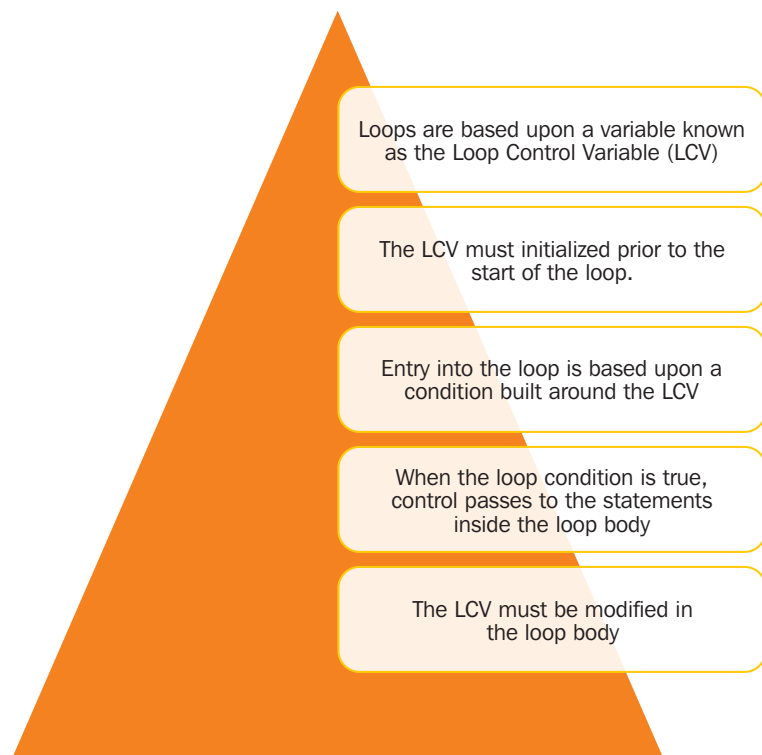 Loops are based upon a variable known
as the Loop Control Variable (LCV)
The LCV must initialized prior to the
start of the loop.
Entry into the loop is based upon a
condition built around the LCV
When the loop condition is true,
control passes to the statements
inside the loop body
The LCV must be modified in
the loop body